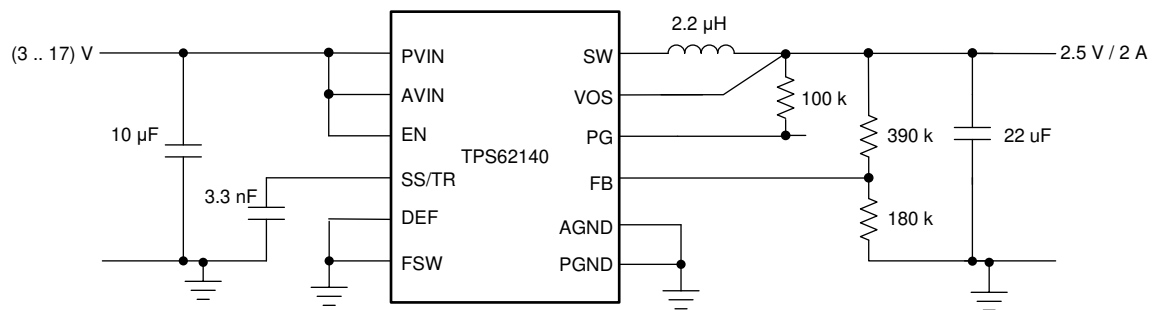 2.2 µH
(3 .. 17) V
PVIN
SW
2.5 V / 2 A
AVIN
VOS
100 k
10 µF
EN
PG
390 k
22 uF
TPS62140
3.3 nF
SS/TR
FB
DEF
AGND
180 k
FSW
PGND